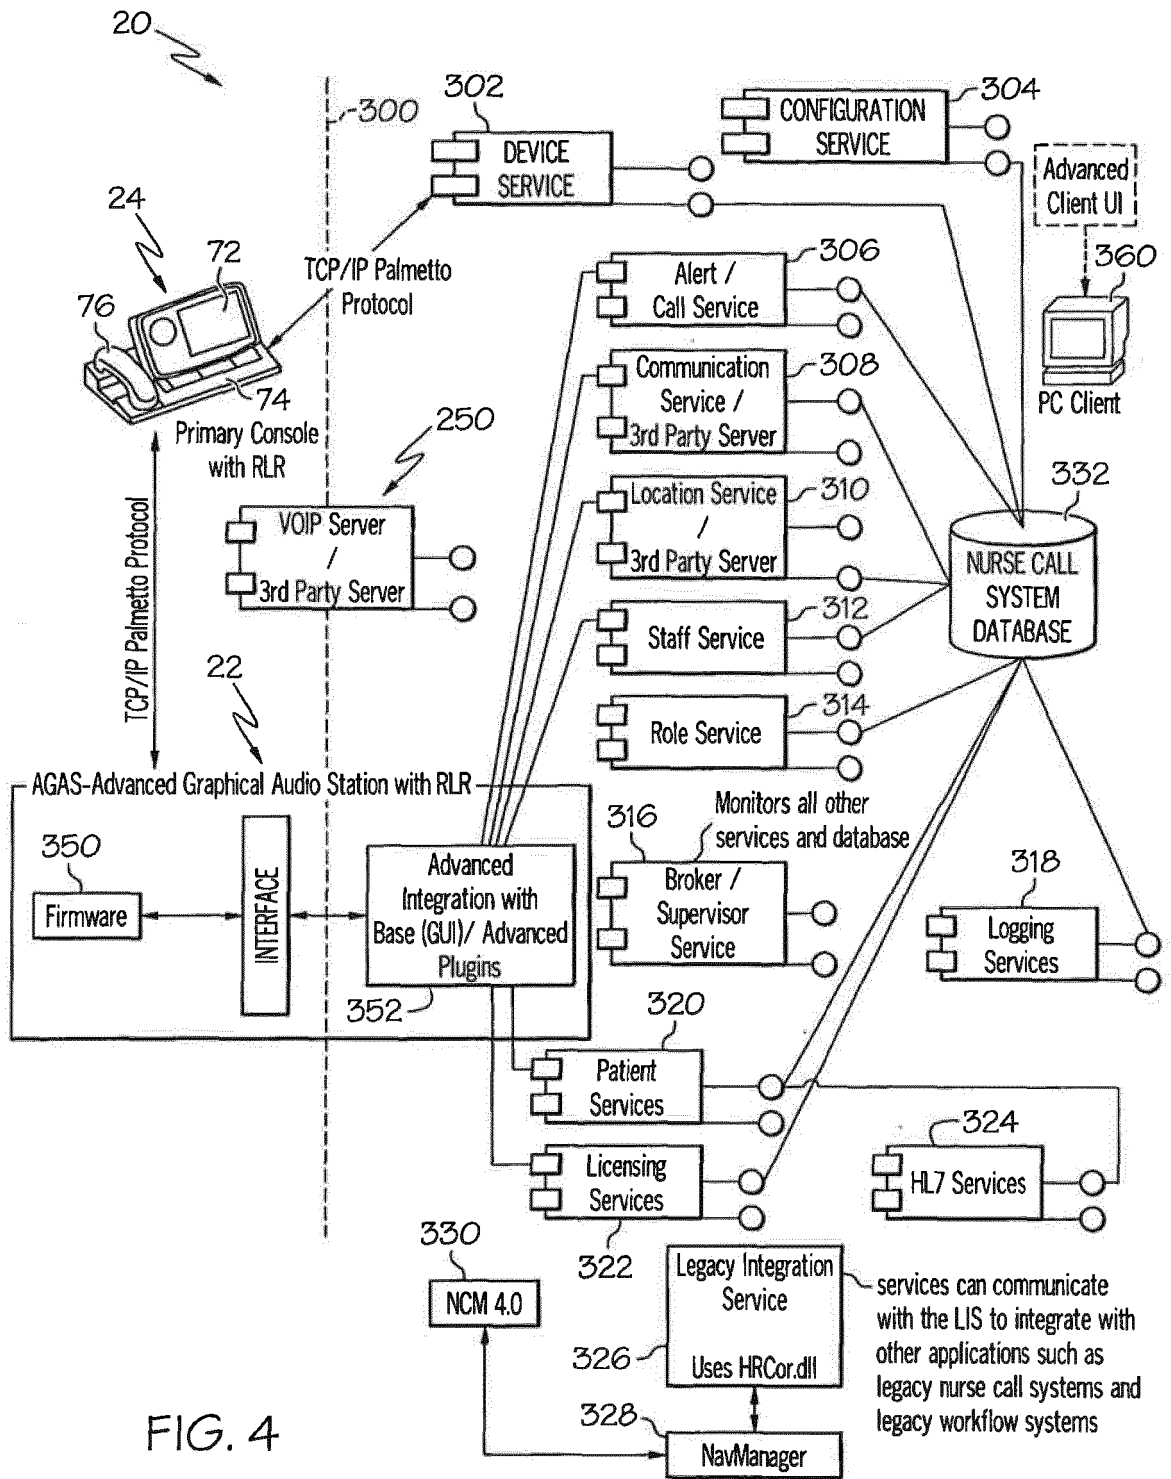 20
300
302
DEVICE
SERVICE
304
CONFIGURATION
SERVICE
Advanced
Client UI
360
PC Client
24
72
76
74
TCP/IP Palmetto
Protocol
Primary Console
with RLR
250
VOIP Server
/
3rd Party Server
TCP/IP Palmetto Protocol
306
Alert /
Call Service
308
Communication
Service /
3rd Party Server
310
Location Service
/
3rd Party Server
312
Staff Service
314
Role Service
332
NURSE CALL
SYSTEM
DATABASE
22
AGAS-Advanced Graphical Audio Station with RLR
350
Firmware
INTERFACE
Advanced
Integration with
Base (GUI)/ Advanced
Plugins
352
316
Monitors all other
services and database
Broker /
Supervisor
Service
318
Logging
Services
320
Patient
Services
Licensing
Services
322
324
HL7 Services
330
NCM 4.0
Legacy Integration
Service
326
Uses HRCor.dll
services can communicate
with the LIS to integrate with
other applications such as
legacy nurse call systems and
legacy workflow systems
328
NavManager
FIG. 4